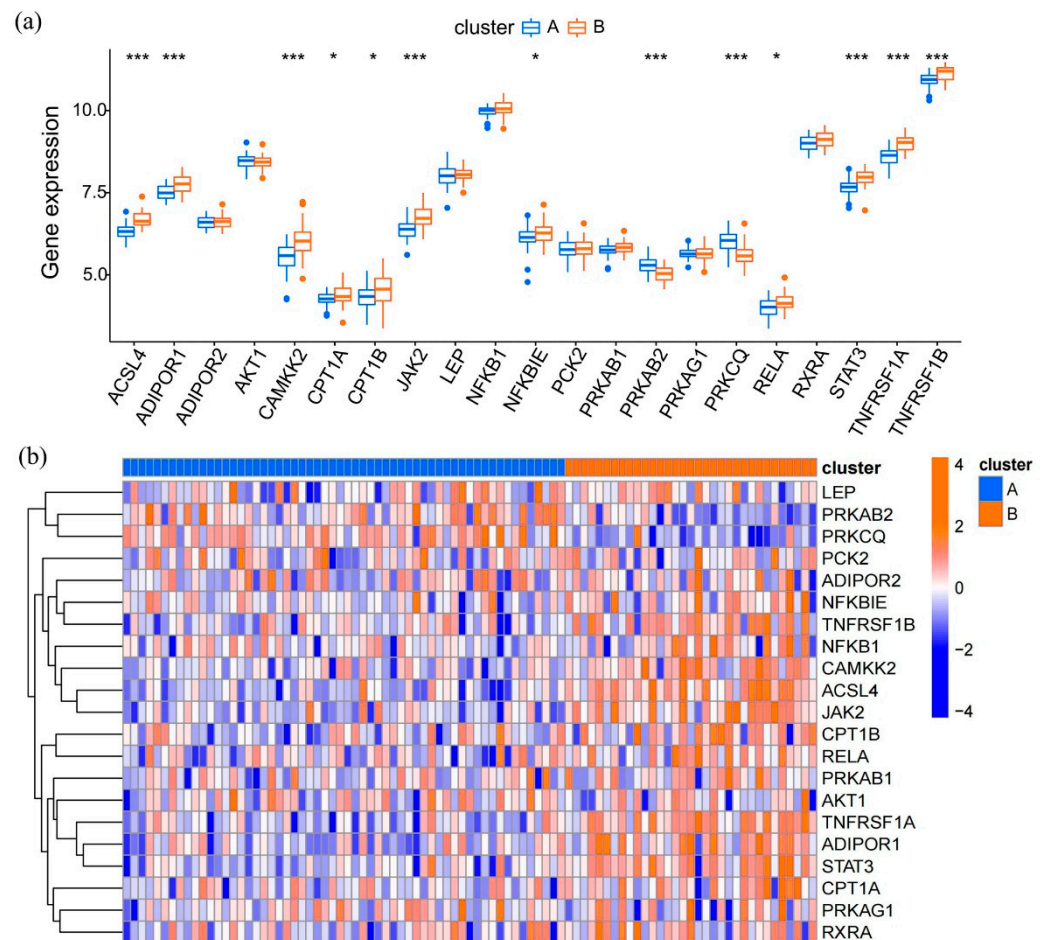 (a)
cluster A B
*** *** *** * * *** * *** *** * *** *** ***
Gene expression
10.0
7.5
5.0
ACSL4 ADIPOR1 ADIPOR2 AKT1 CAMKK2 CPT1A CPT1B JAK2 LEP NFKB1 NFKBIE PCK2 PRKAB1 PRKAB2 PRKAG1 PRKCQ RELA RXRA STAT3 TNFRSF1A TNFRSF1B
(b)
cluster
LEP
PRKAB2
PRKCQ
PCK2
ADIPOR2
NFKBIE
TNFRSF1B
NFKB1
CAMKK2
ACSL4
JAK2
CPT1B
RELA
PRKAB1
AKT1
TNFRSF1A
ADIPOR1
STAT3
CPT1A
PRKAG1
RXRA
4
2
0
−2
−4
cluster
A
B